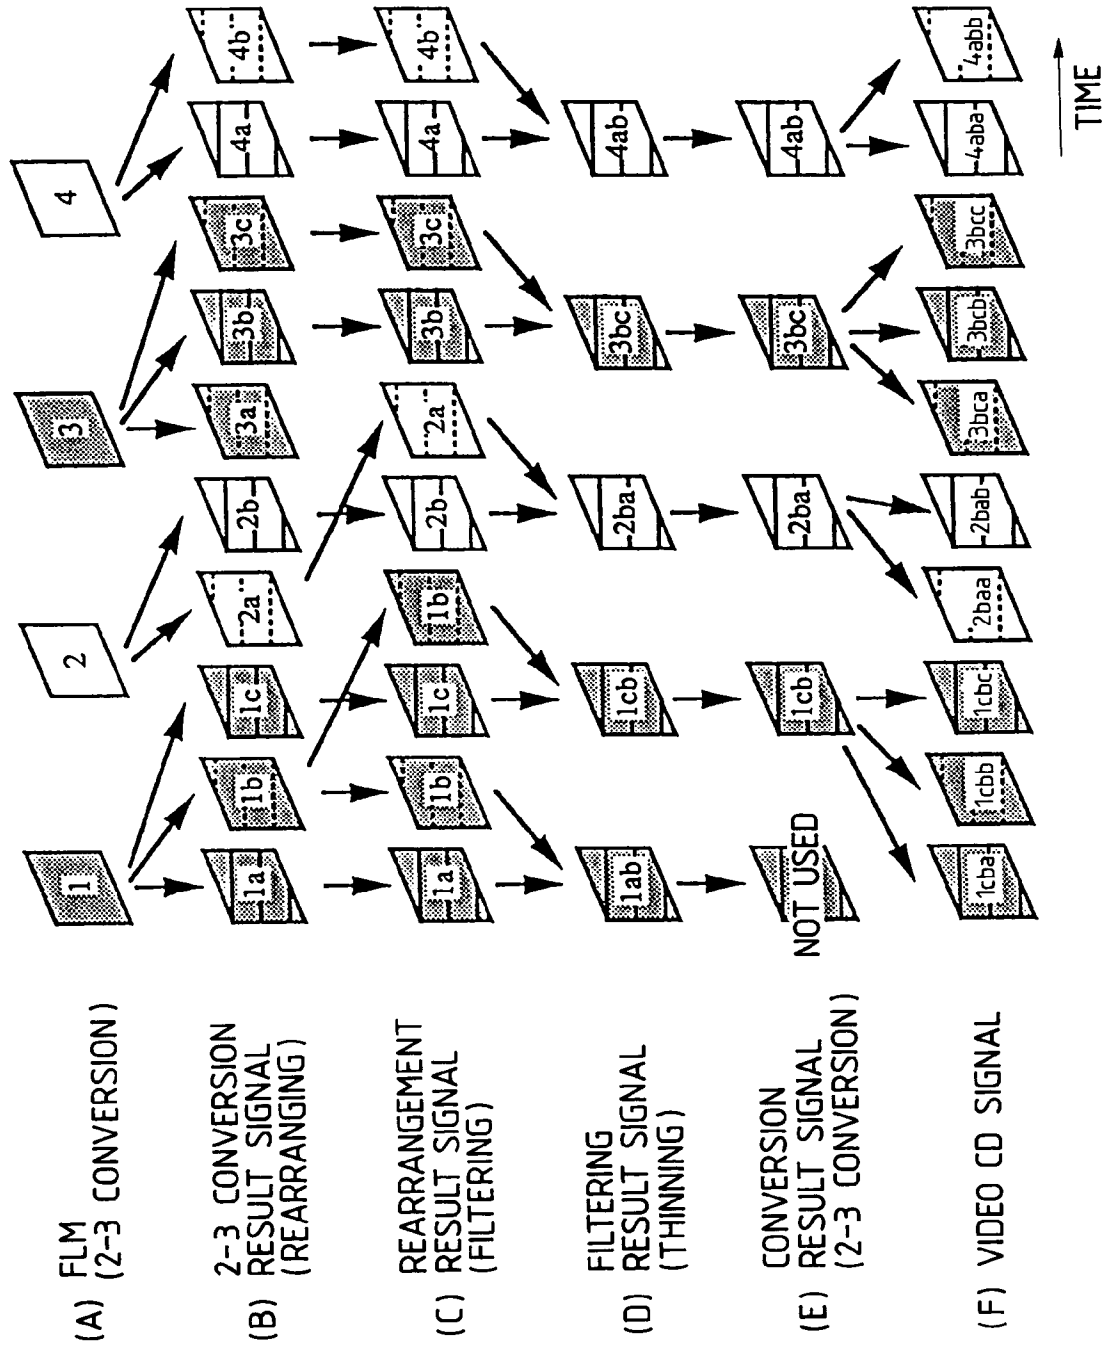 (A) FLM
(2-3 CONVERSION)
1 2 3 4
(B) 2-3 CONVERSION
RESULT SIGNAL
(REARRANGING)
1a 1b 1c 2a 2b 3a 3b 3c 4a 4b
(C) REARRANGEMENT
RESULT SIGNAL
(FILTERING)
1a 1b 1c 1b 2b 2a 3b 3c 4a 4b
(D) FILTERING
RESULT SIGNAL
(THINNING)
1ab 1cb 2ba 3bc 4ab
(E) CONVERSION
RESULT SIGNAL
(2-3 CONVERSION)
NOT USED 1cb 2ba 3bc 4ab
(F) VIDEO CD SIGNAL
1cba 1cbb 1cbc 2baa 2bab 3bca 3bcb 3bcc 4aba 4abb
TIME